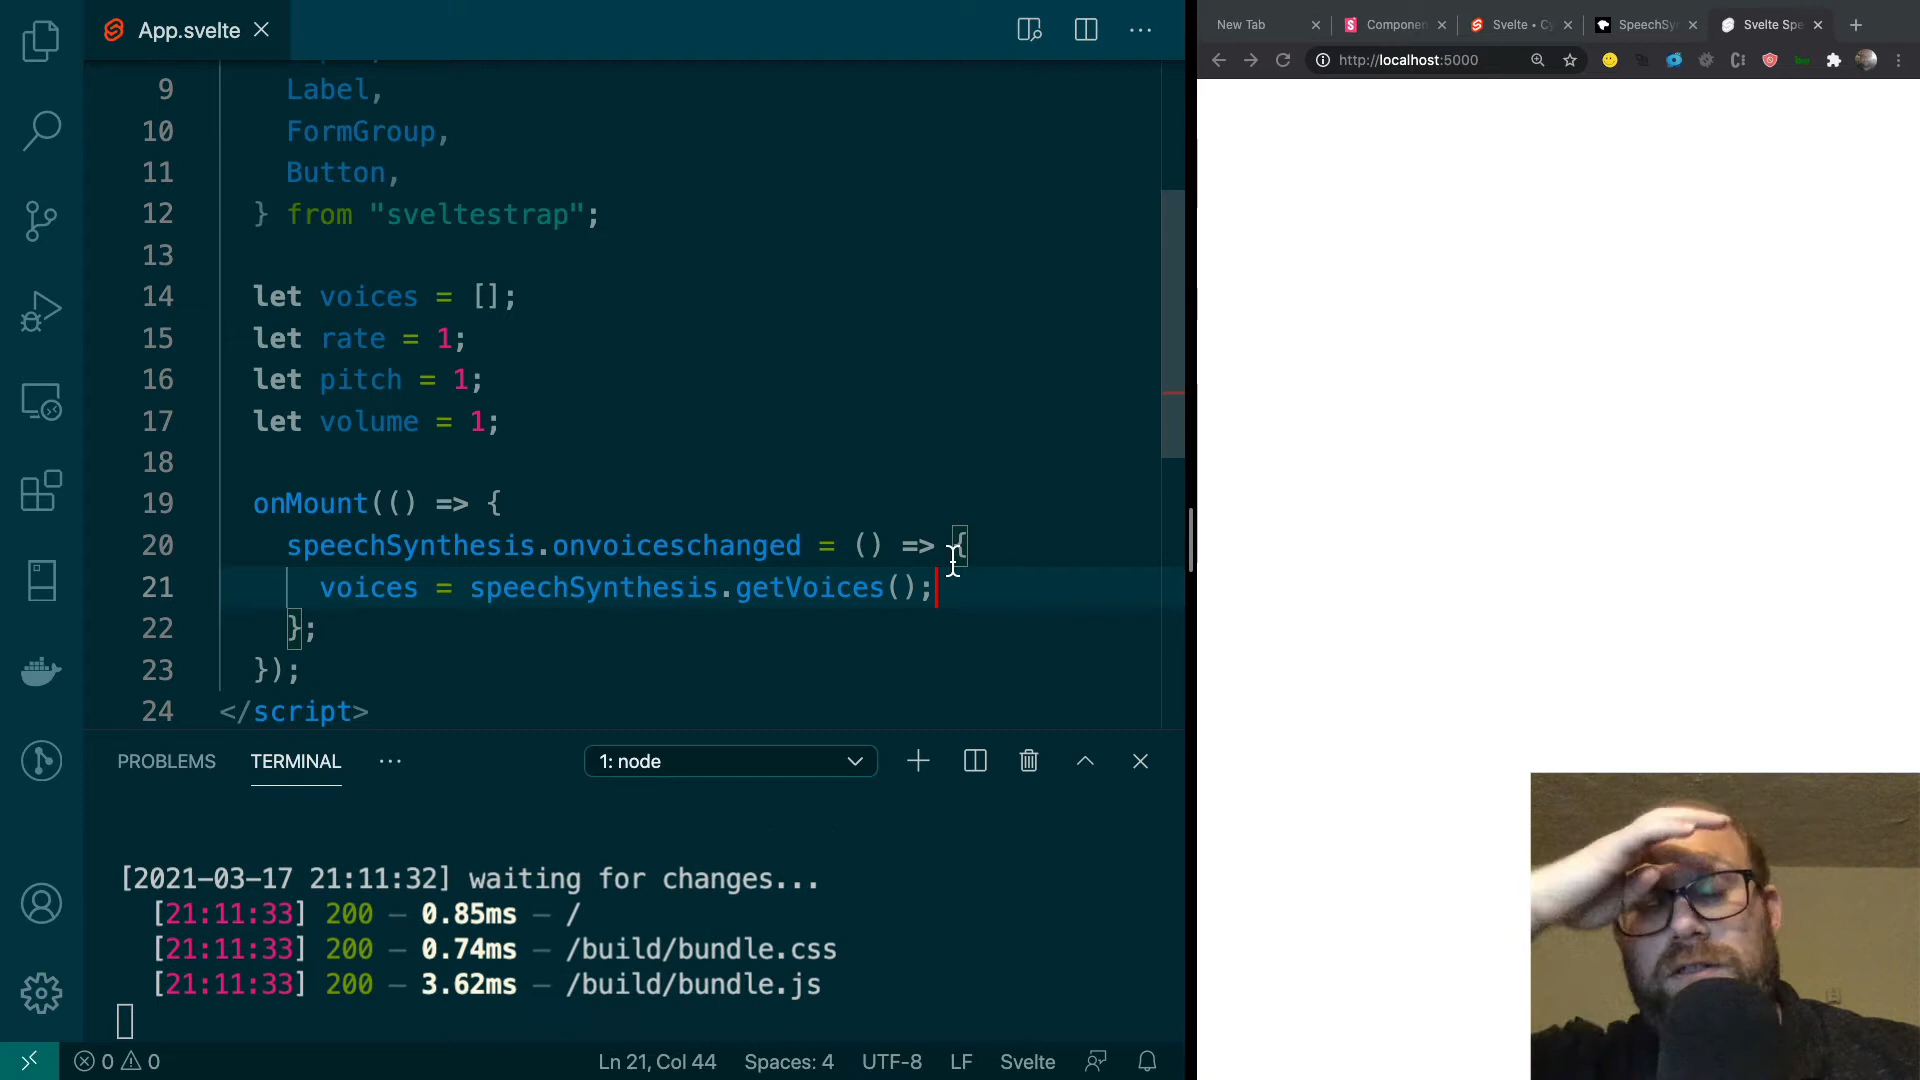 App.svelte
9 Label,
10 FormGroup,
11 Button,
12 } from "sveltestrap";
13
14 let voices = [];
15 let rate = 1;
16 let pitch = 1;
17 let volume = 1;
18
19 onMount(() => {
20 speechSynthesis.onvoiceschanged = () => {
21 voices = speechSynthesis.getVoices();
22 };
23 });
24 </script>
PROBLEMS TERMINAL ... 1: node
[2021-03-17 21:11:32] waiting for changes...
[21:11:33] 200 — 0.85ms — /
[21:11:33] 200 — 0.74ms — /build/bundle.css
[21:11:33] 200 — 3.62ms — /build/bundle.js
0 0 Ln 21, Col 44 Spaces: 4 UTF-8 LF Svelte
New Tab Componen Svelte • Cy SpeechSy Svelte Spe
http://localhost:5000